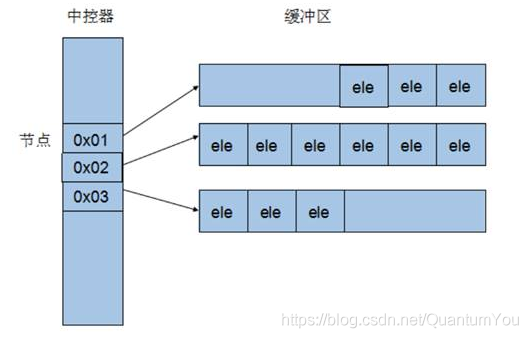 中控器 缓冲区
ele ele ele
节点 0x01
ele ele ele ele ele ele
0x02
0x03
ele ele ele
https://blog.csdn.net/QuantumYou